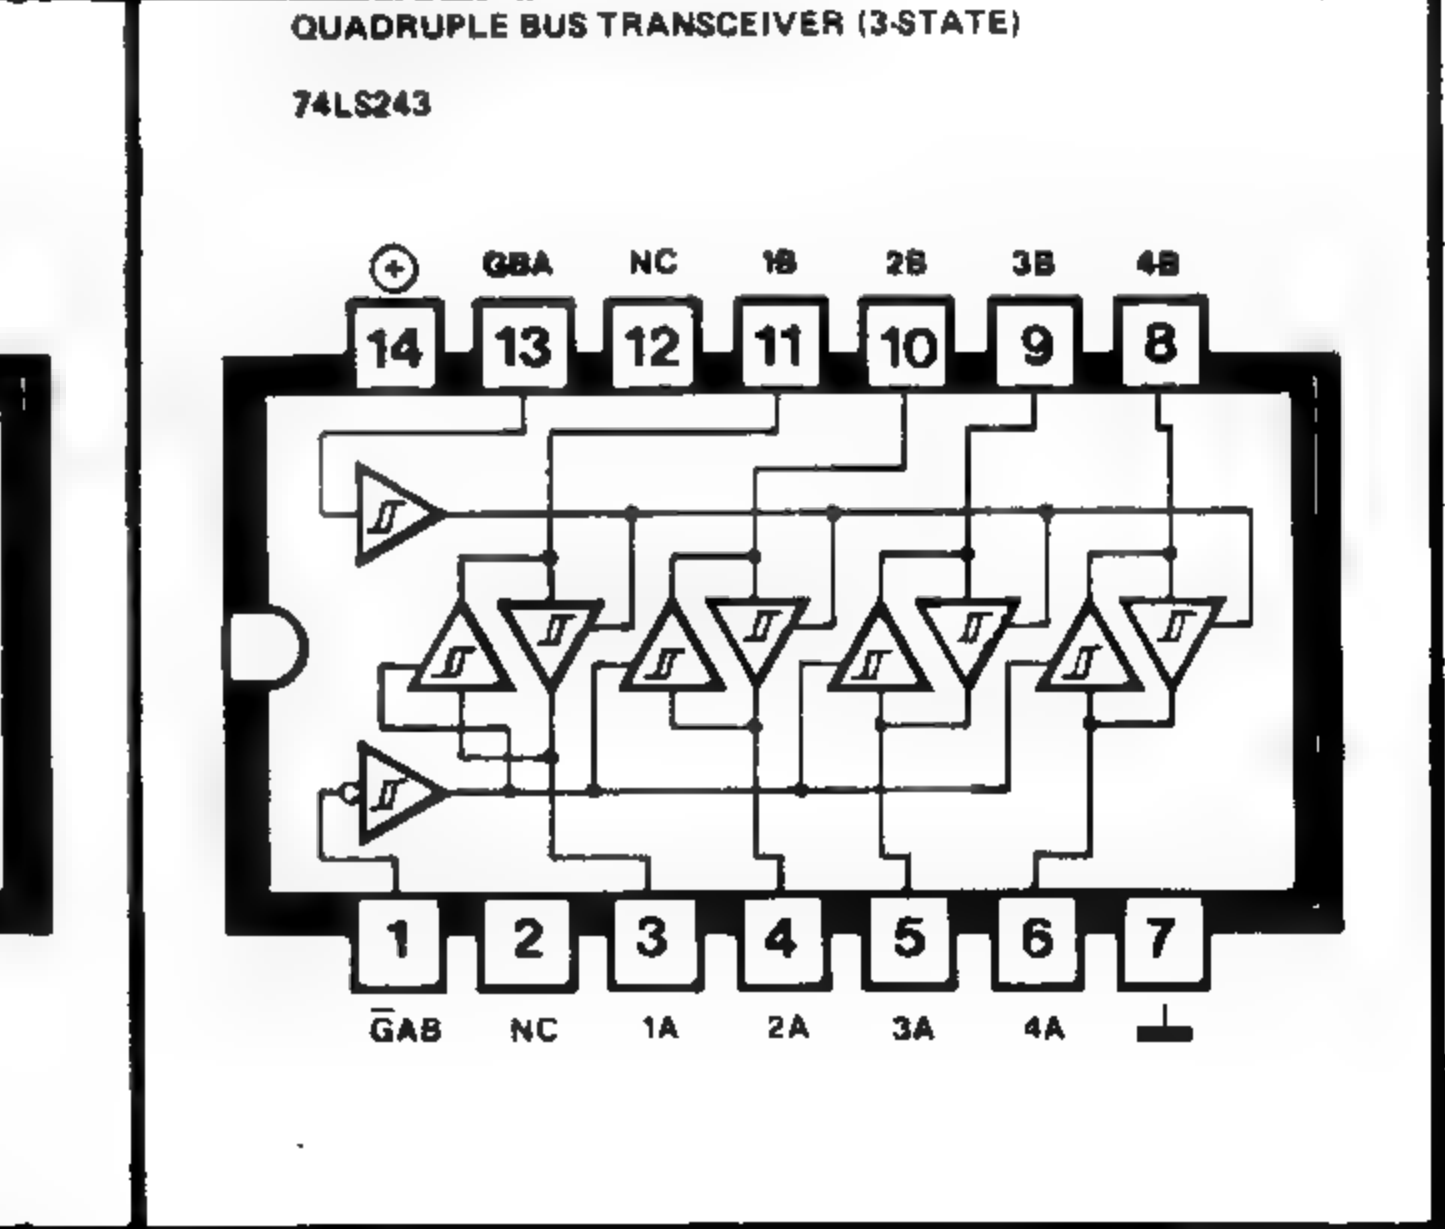 QUADRUPLE BUS TRANSCEIVER (3-STATE)
74LS243
+ GBA NC 1B 2B 3B 4B
14 13 12 11 10 9 8
1 2 3 4 5 6 7
G̅AB NC 1A 2A 3A 4A